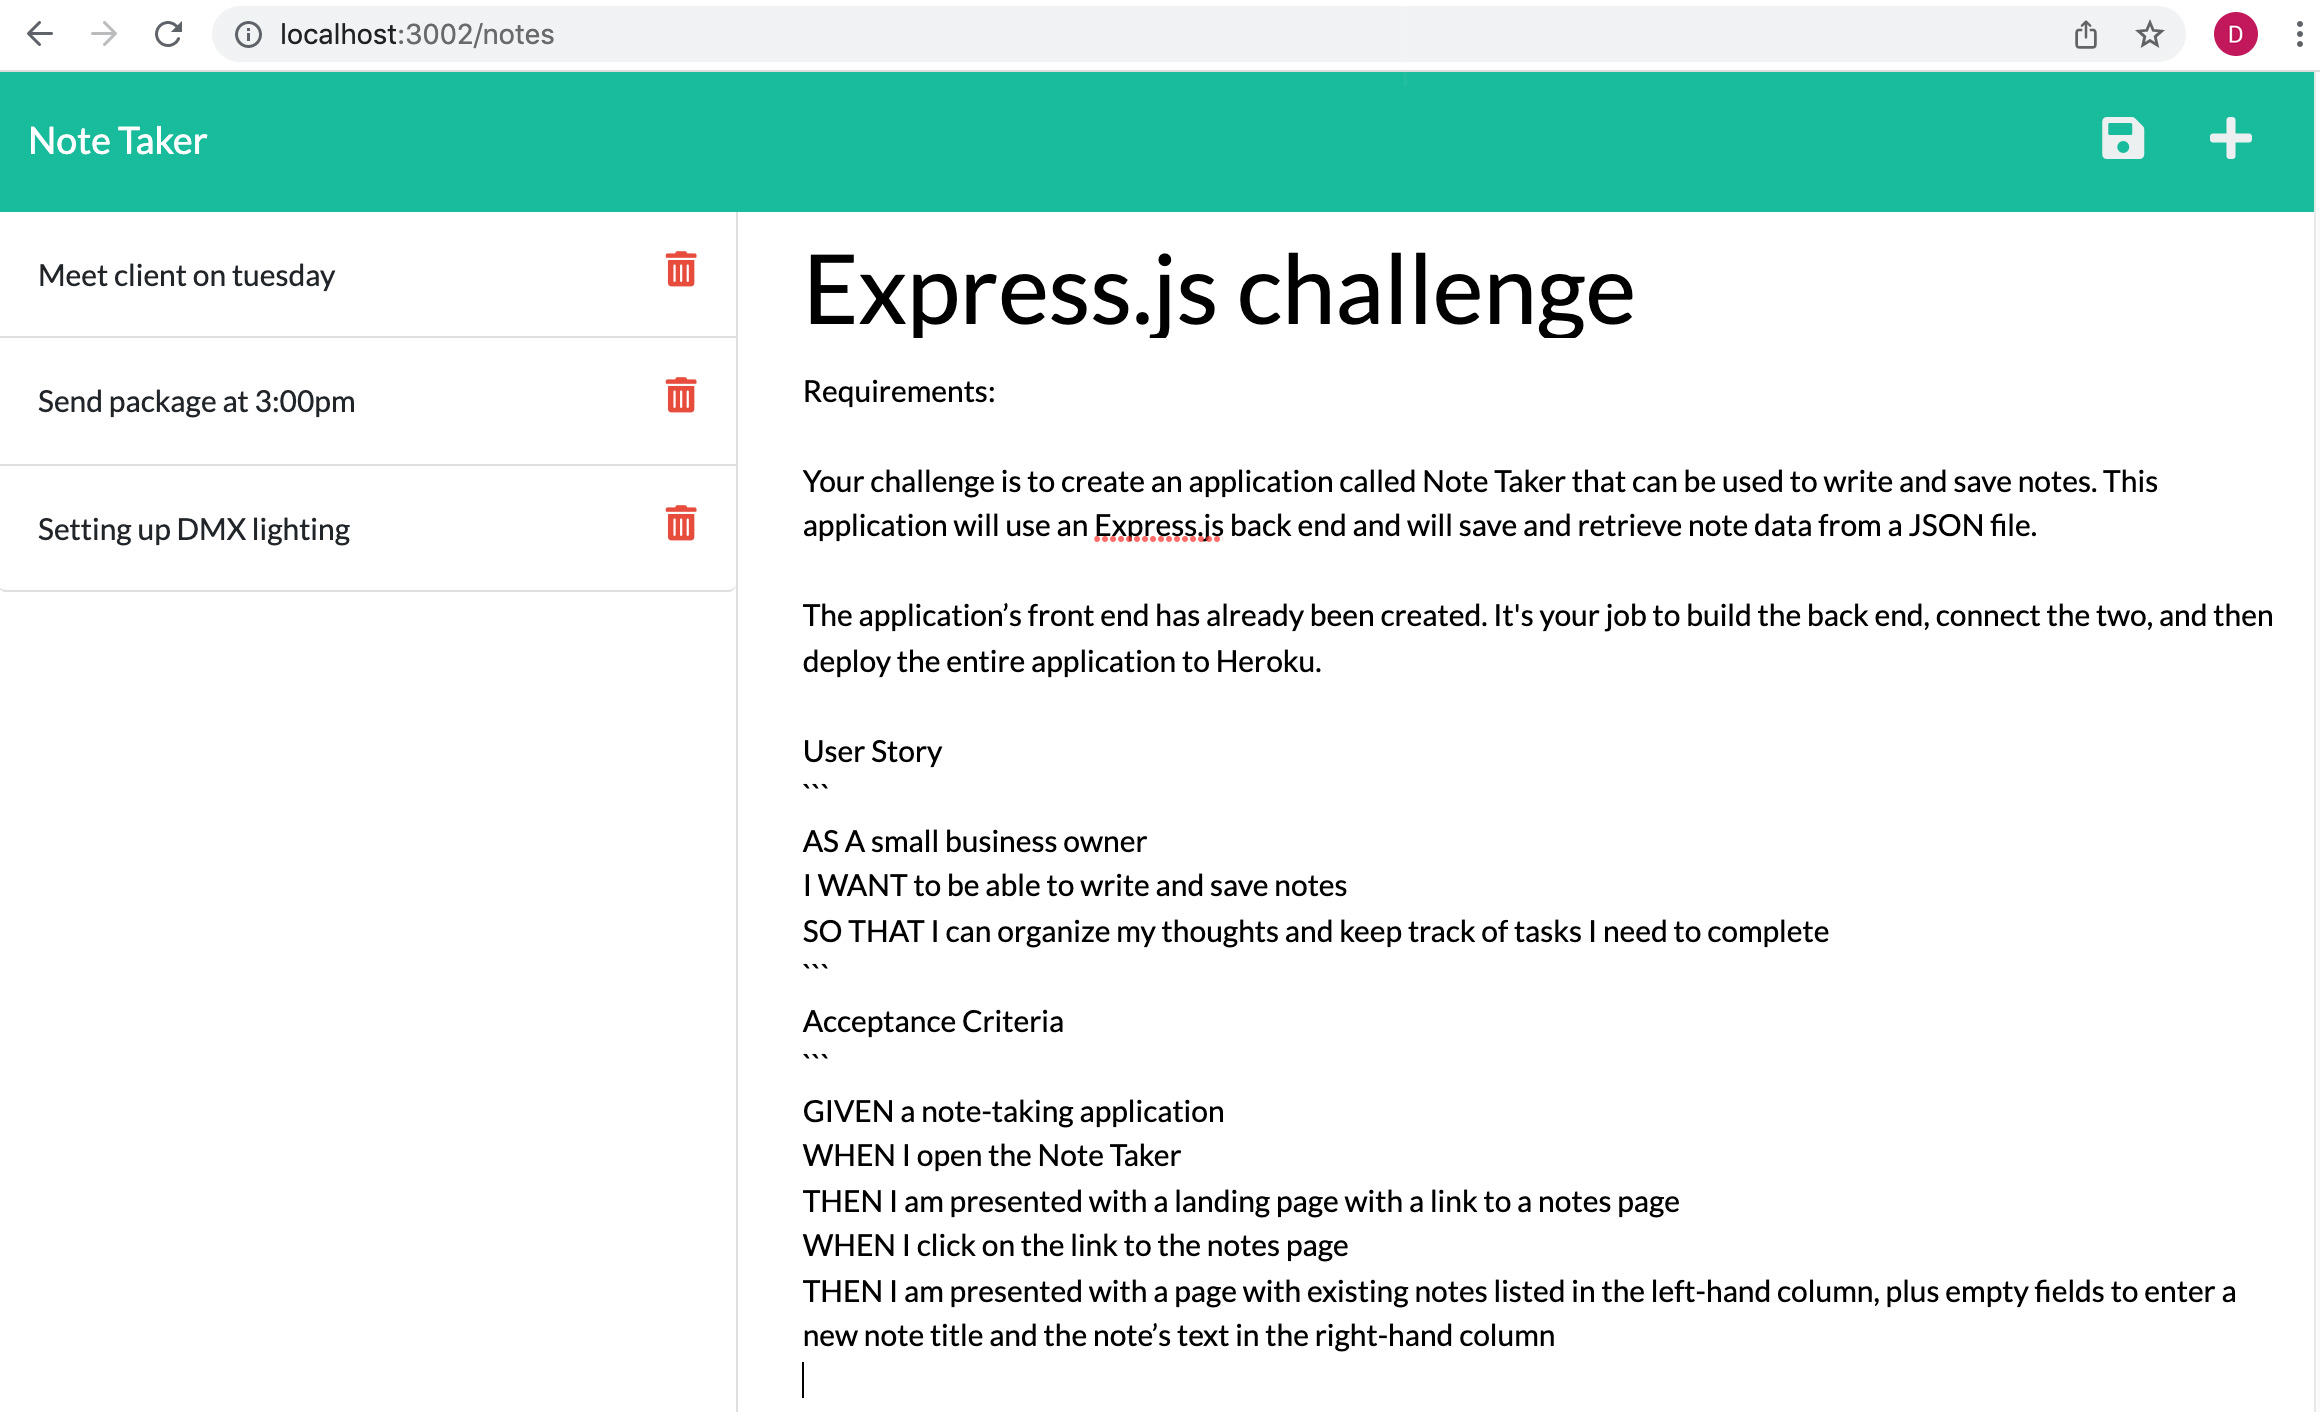 localhost:3002/notes
D
Note Taker
Meet client on tuesday
Send package at 3:00pm
Setting up DMX lighting
Express.js challenge
Requirements:
Your challenge is to create an application called Note Taker that can be used to write and save notes. This
application will use an Express.js back end and will save and retrieve note data from a JSON file.
The application’s front end has already been created. It's your job to build the back end, connect the two, and then
deploy the entire application to Heroku.
User Story
```
AS A small business owner
I WANT to be able to write and save notes
SO THAT I can organize my thoughts and keep track of tasks I need to complete
```
Acceptance Criteria
```
GIVEN a note-taking application
WHEN I open the Note Taker
THEN I am presented with a landing page with a link to a notes page
WHEN I click on the link to the notes page
THEN I am presented with a page with existing notes listed in the left-hand column, plus empty fields to enter a
new note title and the note’s text in the right-hand column